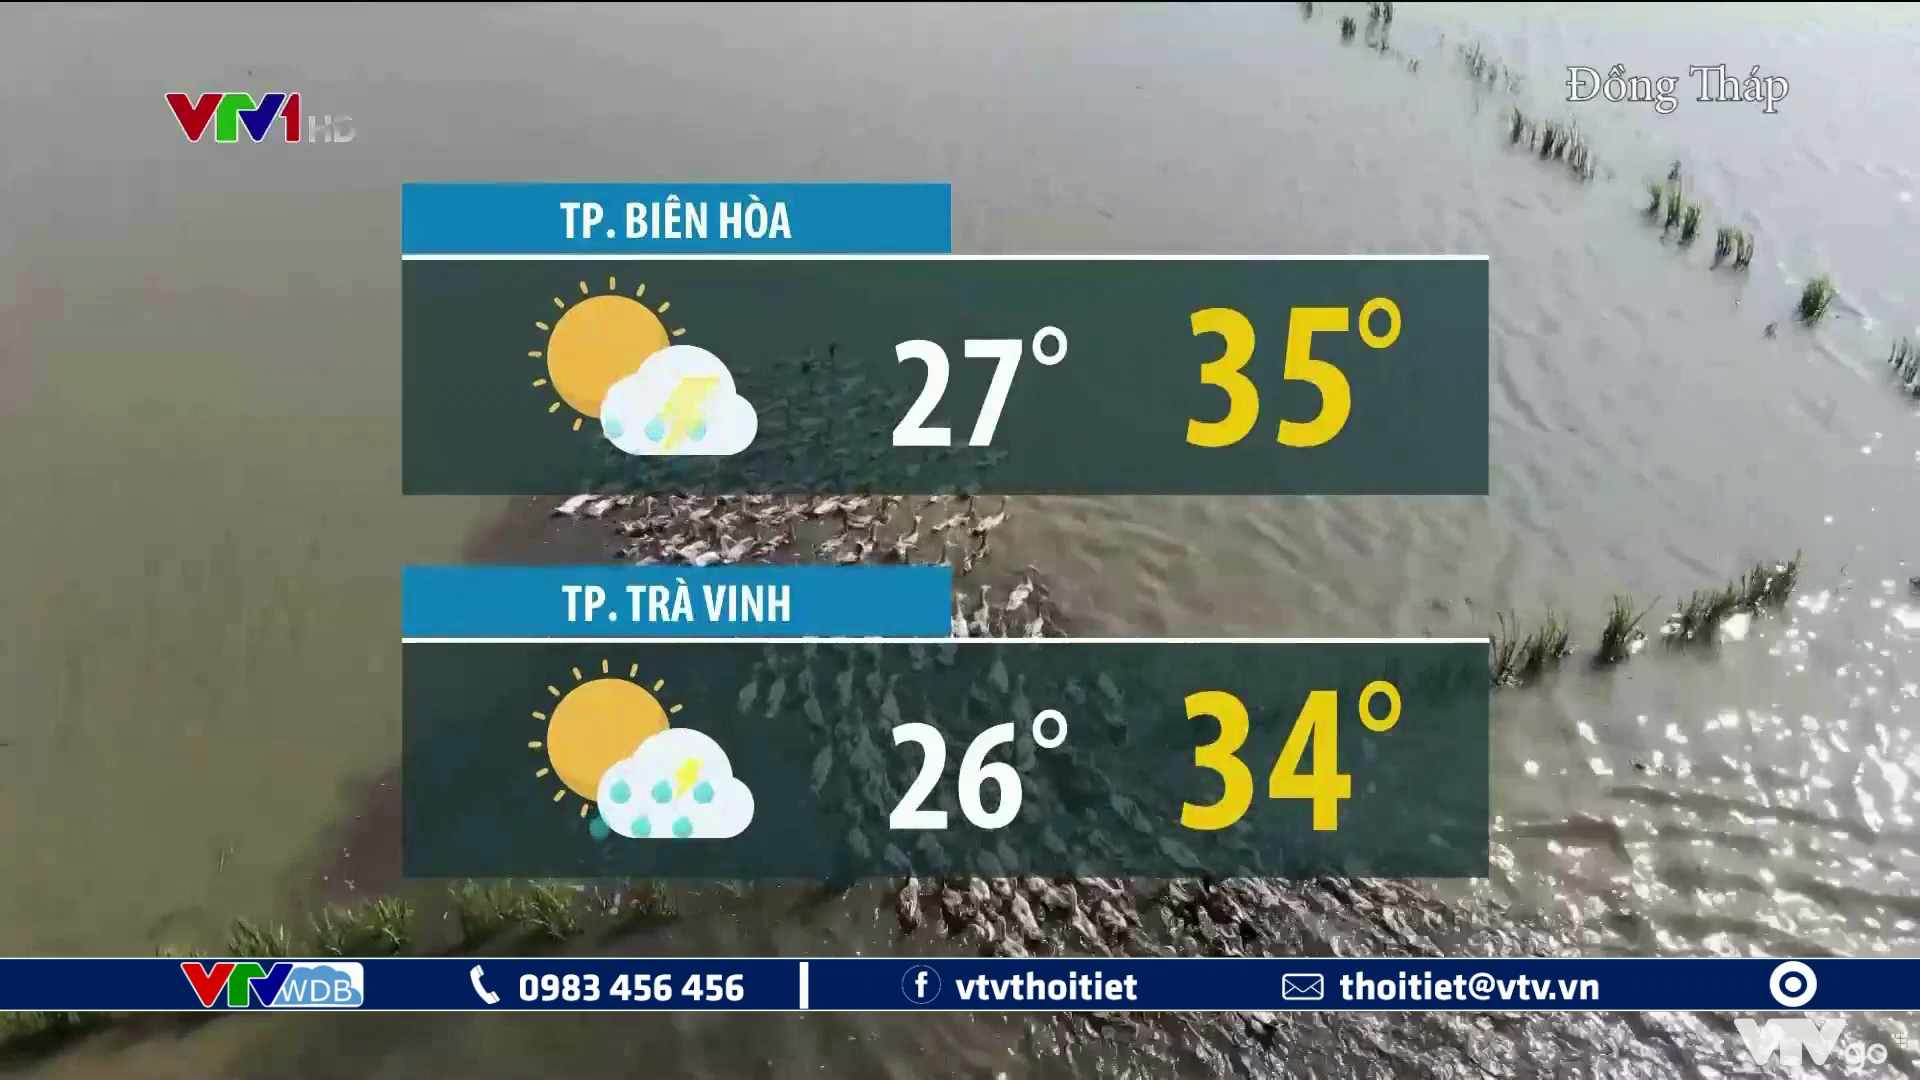 VTV1 HD
Đồng Tháp
TP. BIÊN HÒA
27° 35°
TP. TRÀ VINH
26° 34°
VTV WDB 0983 456 456 vtvthoitiet thoitiet@vtv.vn
VTV go